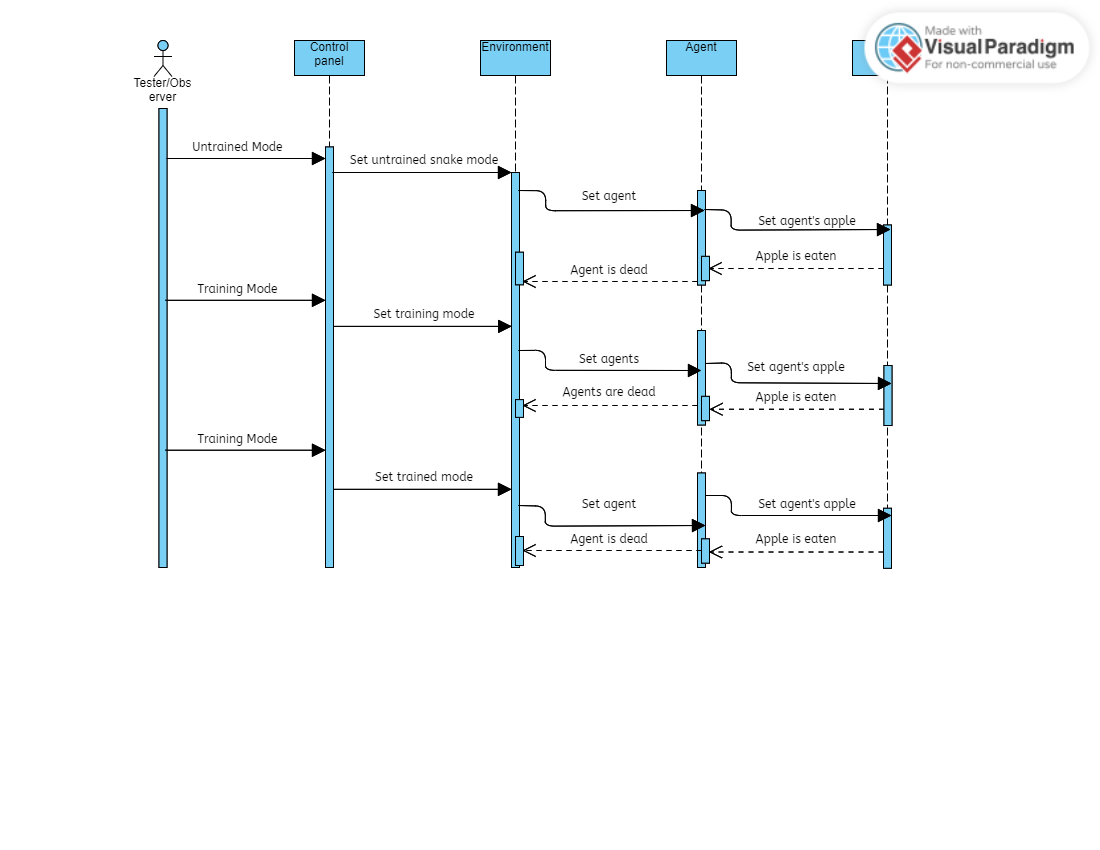 Made with
Visual Paradigm
For non-commercial use
Control
panel
Environment
Agent
Tester/Obs
erver
Untrained Mode
Set untrained snake mode
Set agent
Set agent's apple
Apple is eaten
Agent is dead
Training Mode
Set training mode
Set agents
Set agent's apple
Agents are dead
Apple is eaten
Training Mode
Set trained mode
Set agent
Set agent's apple
Agent is dead
Apple is eaten